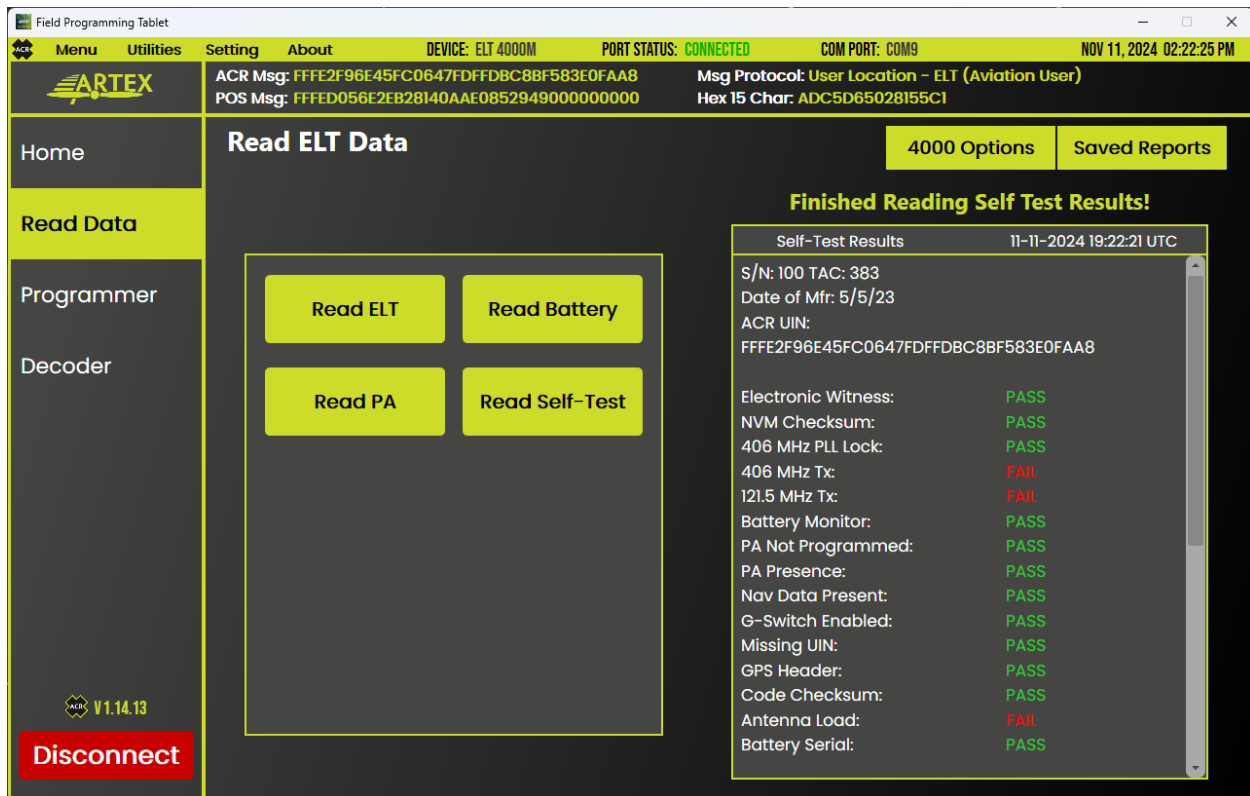 Field Programming Tablet
ACR Menu Utilities Setting About DEVICE: ELT 4000M PORT STATUS: CONNECTED COM PORT: COM9 NOV 11, 2024 02:22:25 PM
ARTEX
ACR Msg: FFFE2F96E45FC0647FDFFDBC8BF583E0FAA8 Msg Protocol: User Location - ELT (Aviation User)
POS Msg: FFFED056E2EB28140AAE0852949000000000 Hex 15 Char: ADC5D65028155C1
Home
Read Data
Programmer
Decoder
ACR V1.14.13
Disconnect
Read ELT Data
4000 Options Saved Reports
Read ELT Read Battery
Read PA Read Self-Test
Finished Reading Self Test Results!
Self-Test Results 11-11-2024 19:22:21 UTC
S/N: 100 TAC: 383
Date of Mfr: 5/5/23
ACR UIN:
FFFE2F96E45FC0647FDFFDBC8BF583E0FAA8
Electronic Witness: PASS
NVM Checksum: PASS
406 MHz PLL Lock: PASS
406 MHz Tx: FAIL
121.5 MHz Tx: FAIL
Battery Monitor: PASS
PA Not Programmed: PASS
PA Presence: PASS
Nav Data Present: PASS
G-Switch Enabled: PASS
Missing UIN: PASS
GPS Header: PASS
Code Checksum: PASS
Antenna Load: FAIL
Battery Serial: PASS